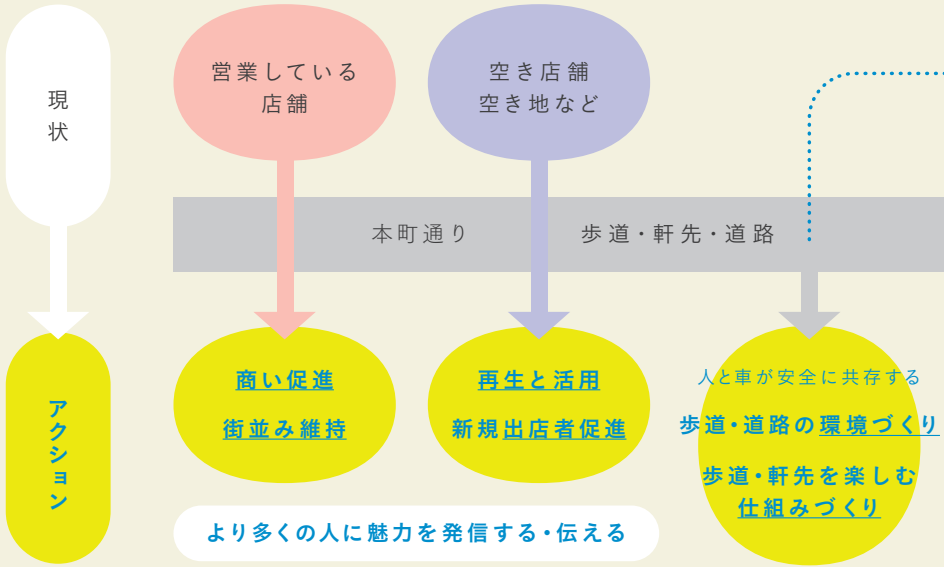 現状
営業している
店舗
空き店舗
空き地など
本町通り
歩道・軒先・道路
アクション
商い促進
街並み維持
再生と活用
新規出店者促進
人と車が安全に共存する
歩道・道路の環境づくり
歩道・軒先を楽しむ
仕組みづくり
より多くの人に魅力を発信する・伝える